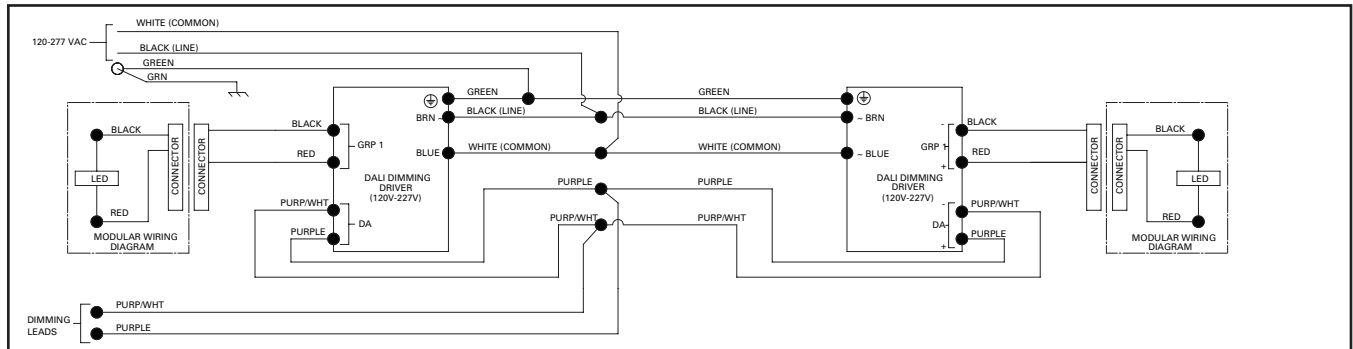 WHITE (COMMON)
120-277 VAC
BLACK (LINE)
GREEN
GRN
GREEN
GREEN
BRN ~
BLACK (LINE)
BLACK (LINE)
~ BRN
BLACK
BLACK
GRP 1
GRP 1
-
BLACK
BLACK
CONNECTOR
CONNECTOR
CONNECTOR
CONNECTOR
RED
BLUE
WHITE (COMMON)
WHITE (COMMON)
~ BLUE
+
RED
LED
LED
DALI DIMMING
DRIVER
(120V-227V)
DALI DIMMING
DRIVER
(120V-227V)
PURPLE
PURPLE
RED
PURP/WHT
DA
PURPLE
PURP/WHT
PURP/WHT
-
PURP/WHT
DA
+
PURPLE
RED
MODULAR WIRING
DIAGRAM
MODULAR WIRING
DIAGRAM
DIMMING
LEADS
PURP/WHT
PURPLE